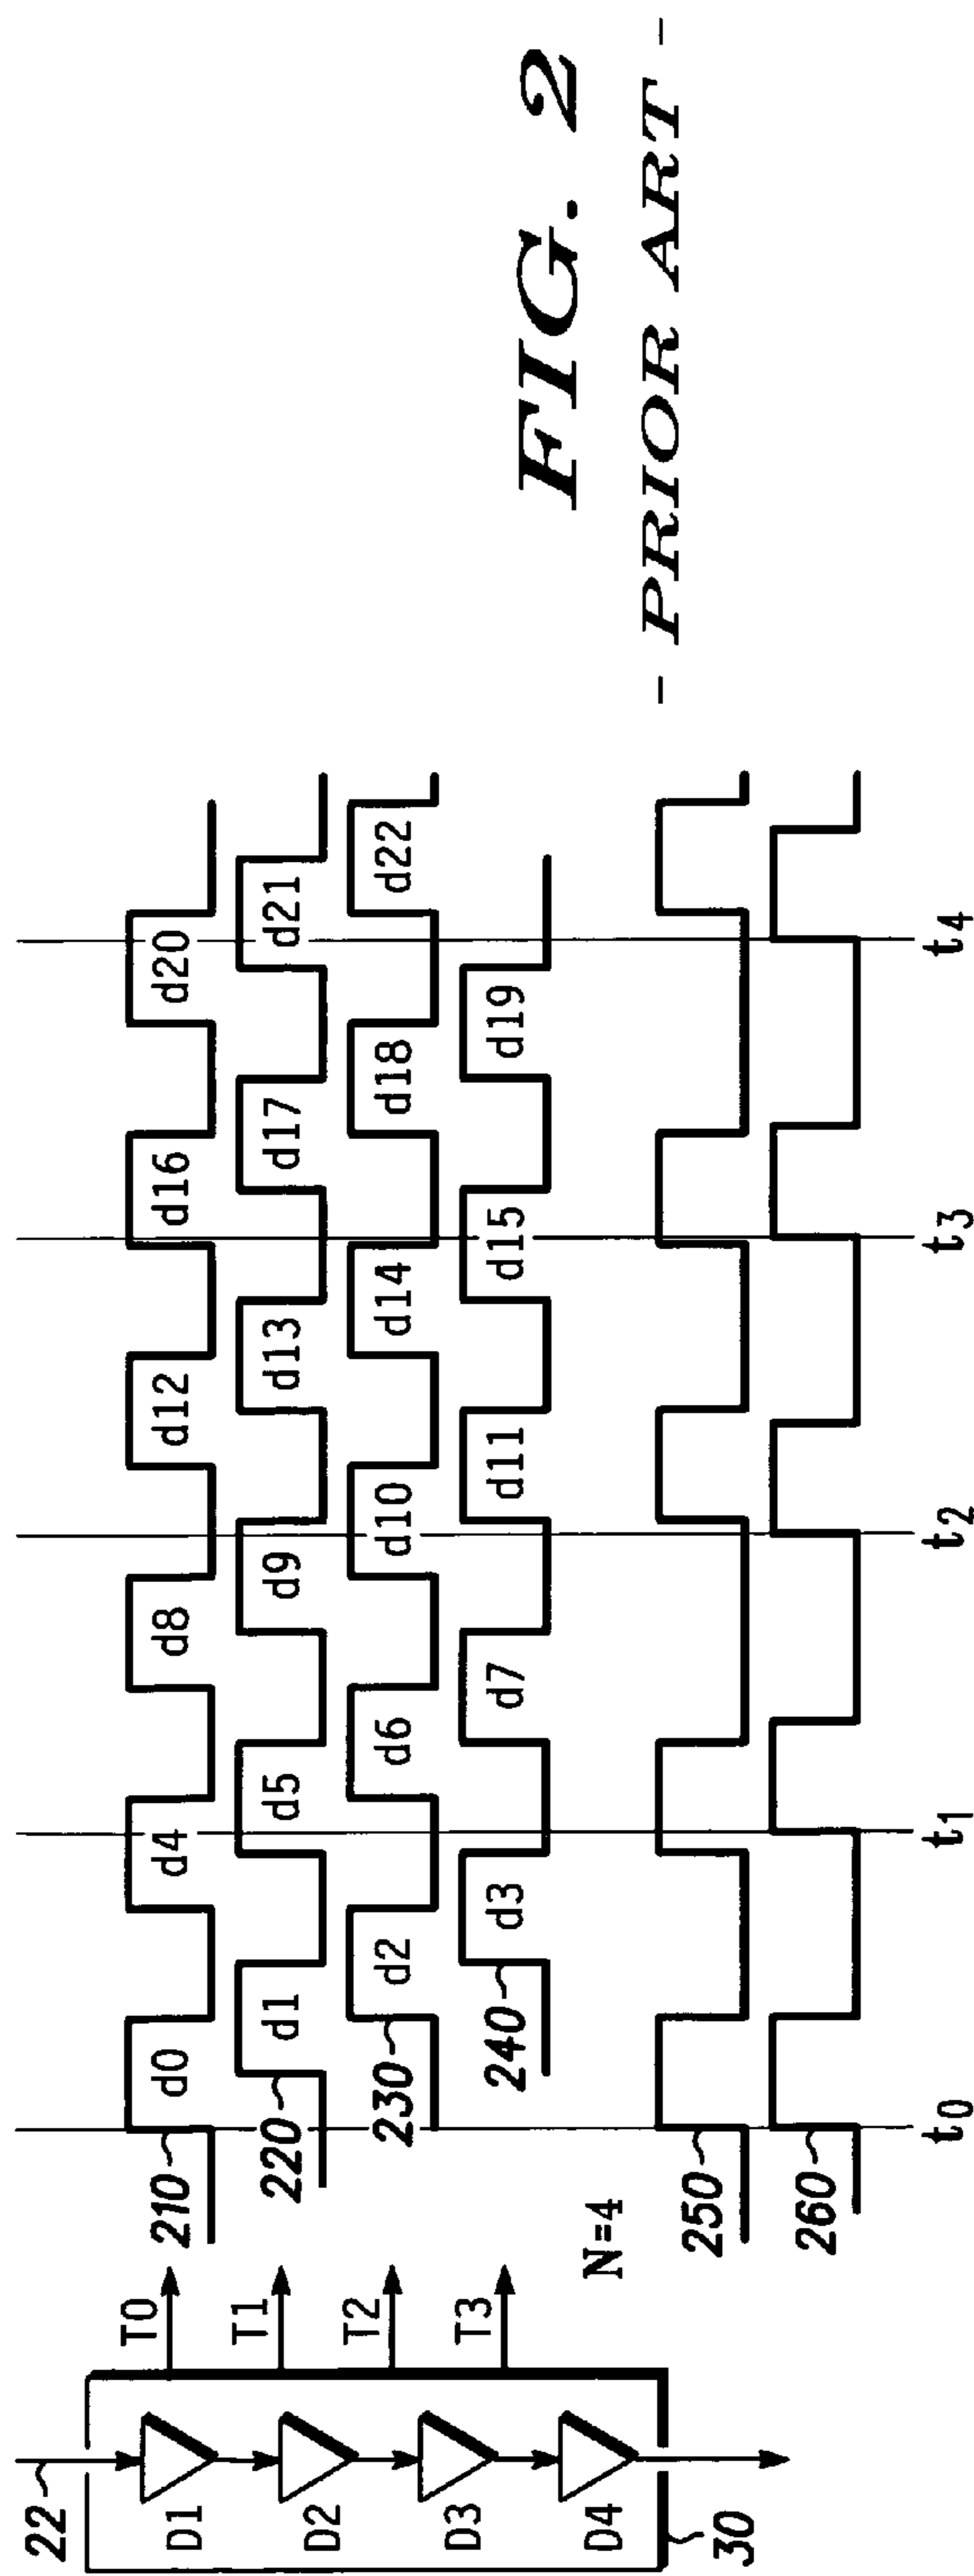 22
D1
D2
D3
D4
30
T0
T1
T2
T3
N=4
210
d0 d4 d8 d12 d16 d20
220
d1 d5 d9 d13 d17 d21
230
d2 d6 d10 d14 d18 d22
240
d3 d7 d11 d15 d19
250
260
t0 t1 t2 t3 t4
FIG. 2
- PRIOR ART -